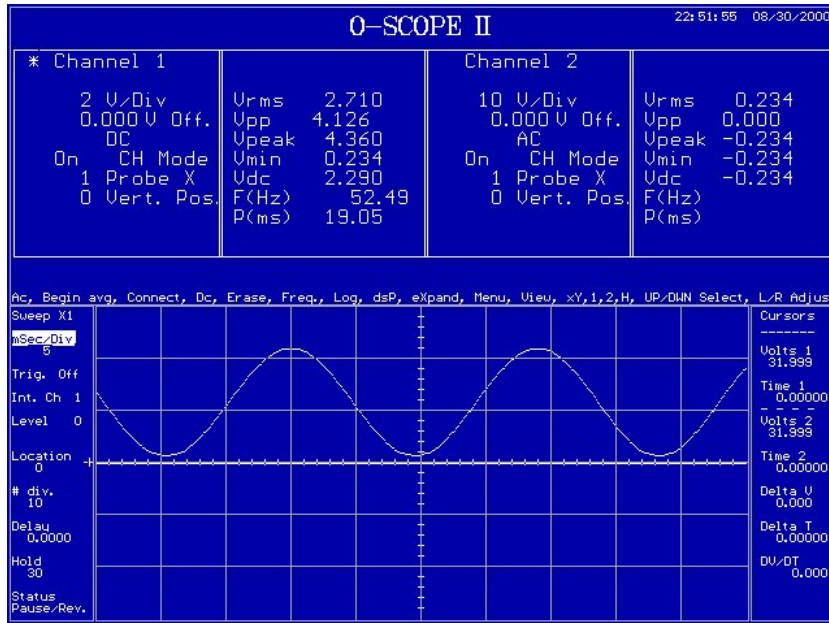 O-SCOPE II
22:51:55 08/30/2000
* Channel 1
2 V/Div
0.000 V Off.
DC
On CH Mode
1 Probe X
0 Vert. Pos.
Vrms 2.710
Vpp 4.126
Vpeak 4.360
Vmin 0.234
Vdc 2.290
F(Hz) 52.49
P(ms) 19.05
Channel 2
10 V/Div
0.000 V Off.
AC
On CH Mode
1 Probe X
0 Vert. Pos.
Vrms 0.234
Vpp 0.000
Vpeak -0.234
Vmin -0.234
Vdc -0.234
F(Hz)
P(ms)
Ac, Begin avg, Connect, Dc, Erase, Freq., Log, dsP, eXpand, Menu, View, xY,1,2,H, UP/DWN Select, L/R Adjus
Sweep X1
mSec/Div
5
Trig. Off
Int. Ch 1
Level 0
Location
0
# div.
10
Delay
0.0000
Hold
30
Status
Pause/Rev.
Cursors
-------
Volts 1
31.999
Time 1
0.00000
- - - -
Volts 2
31.999
Time 2
0.00000
Delta V
0.000
Delta T
0.00000
DV/DT
0.000